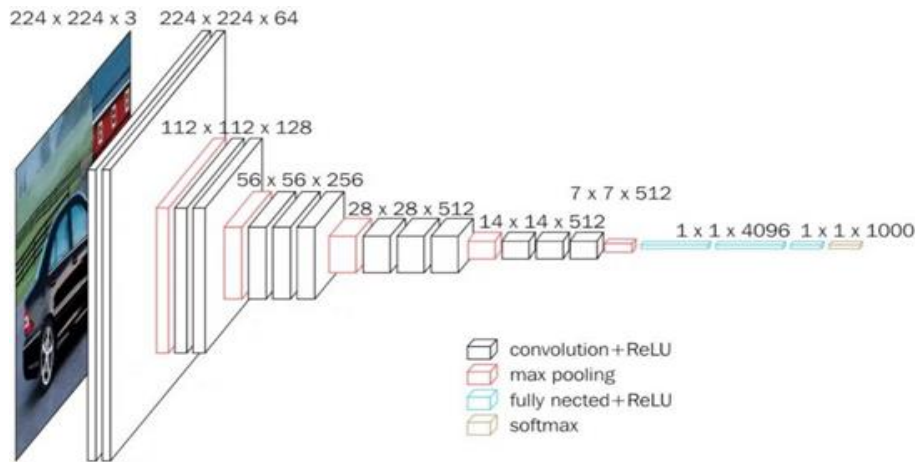 224 x 224 x 3
224 x 224 x 64
112 x 112 x 128
56 x 56 x 256
28 x 28 x 512
14 x 14 x 512
7 x 7 x 512
1 x 1 x 4096
1 x 1 x 1000
convolution+ReLU
max pooling
fully nected+ReLU
softmax